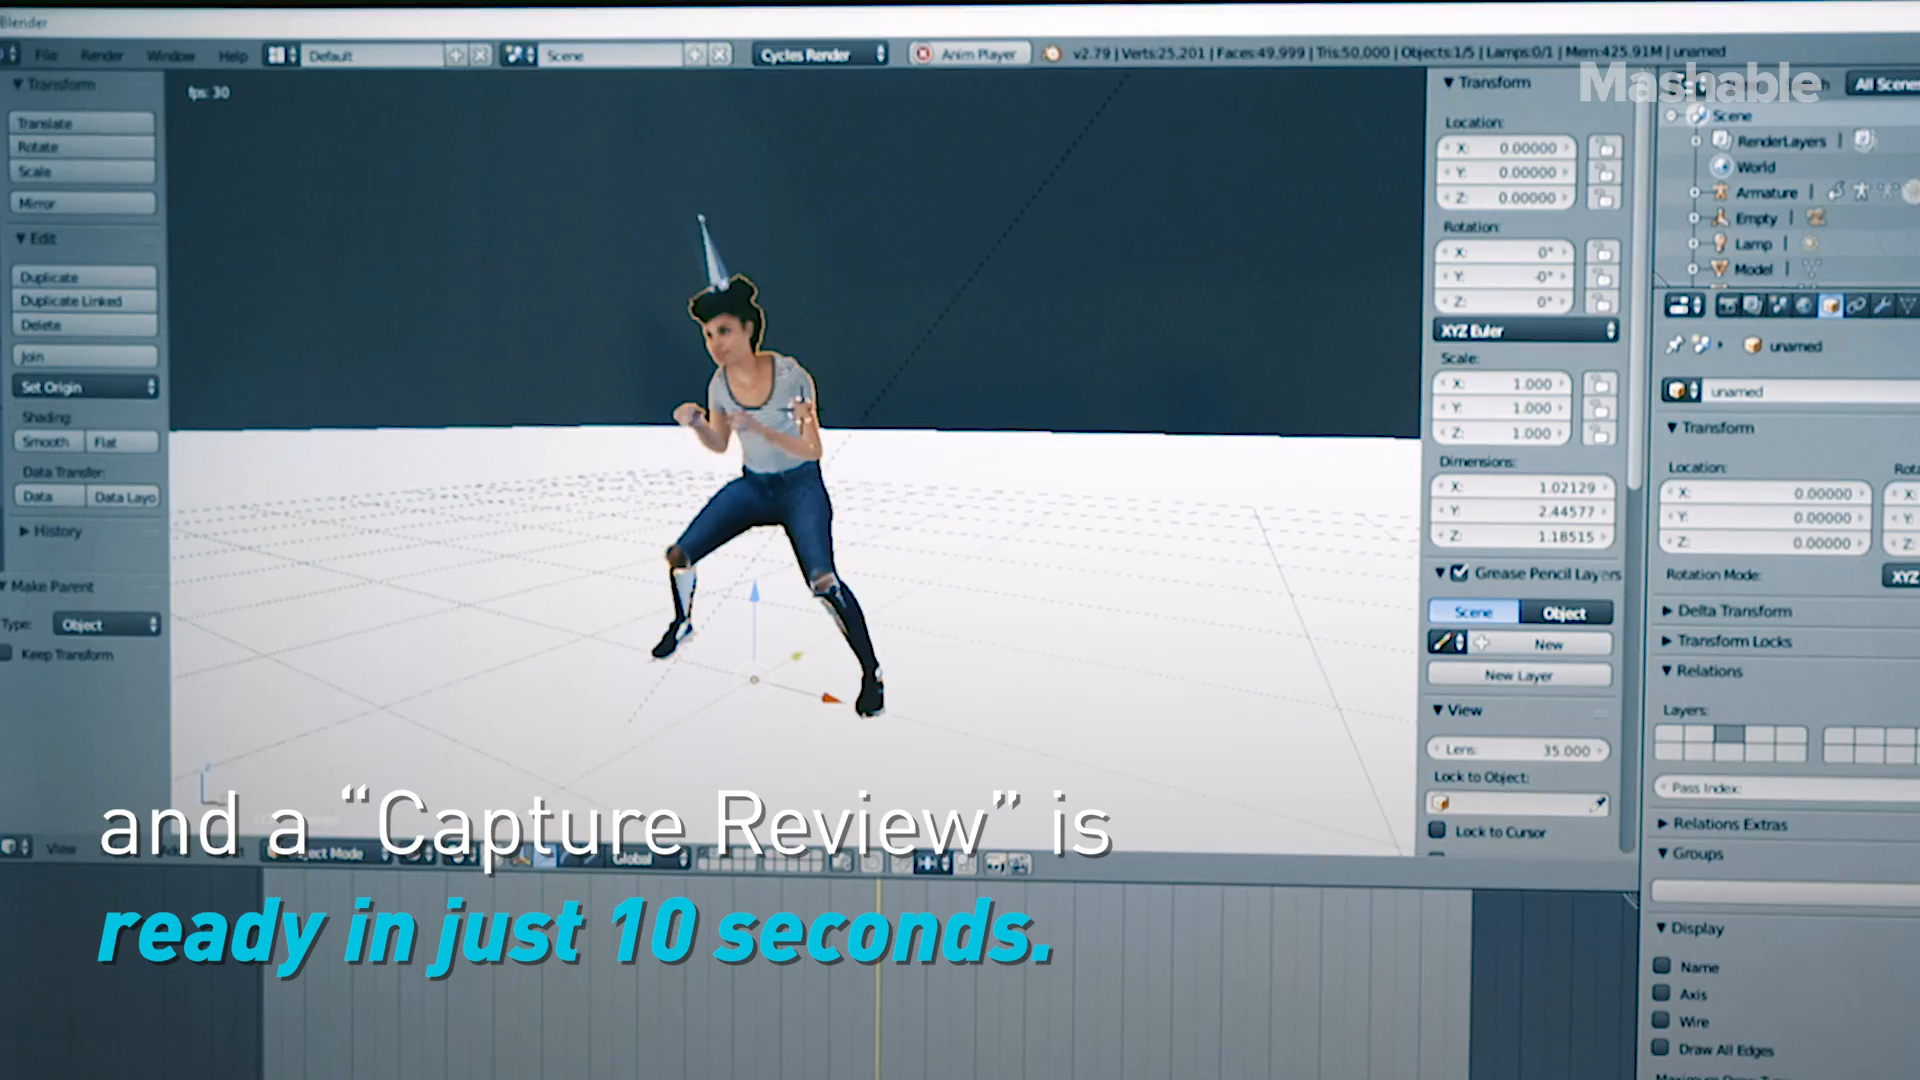 Blender
File Render Window Help Default Scene Cycles Render Anim Player v2.79 | Verts:25,201 | Faces:49,999 | Tris:50,000 | Objects:1/5 | Lamps:0/1 | Mem:425.91M | unnamed
Mashable
All Scenes
fps: 30
Transform
Translate
Rotate
Scale
Mirror
Edit
Duplicate
Duplicate Linked
Delete
Join
Set Origin
Shading:
Smooth Flat
Data Transfer:
Data Data Layo
History
Make Parent
Type: Object
Keep Transform
Transform
Location:
X: 0.00000
Y: 0.00000
Z: 0.00000
Rotation:
X: 0°
Y: -0°
Z: 0°
XYZ Euler
Scale:
X: 1.000
Y: 1.000
Z: 1.000
Dimensions:
X: 1.02129
Y: 2.44577
Z: 1.18515
Grease Pencil Layers
Scene Object
New
New Layer
View
Lens: 35.000
Lock to Object:
Lock to Cursor
Scene
RenderLayers
World
Armature
Empty
Lamp
Model
unamed
unamed
Transform
Location: Rota
X: 0.00000 X:
Y: 0.00000 Y:
Z: 0.00000 Z:
Rotation Mode: XYZ
Delta Transform
Transform Locks
Relations
Layers:
Pass Index:
Relations Extras
Groups
Display
Name
Axis
Wire
Draw All Edges
View
Object Mode Global
and a “Capture Review” is
ready in just 10 seconds.